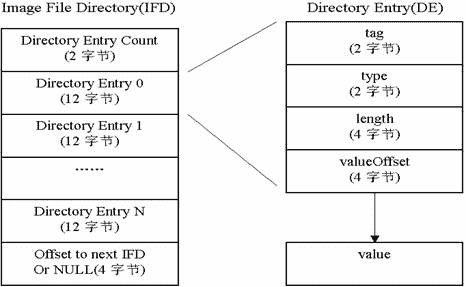 Image File Directory(IFD)
Directory Entry Count
(2 字节)
Directory Entry 0
(12 字节)
Directory Entry 1
(12 字节)
······
Directory Entry N
(12 字节)
Offset to next IFD
Or NULL(4 字节)
Directory Entry(DE)
tag
(2 字节)
type
(2 字节)
length
(4 字节)
valueOffset
(4 字节)
value